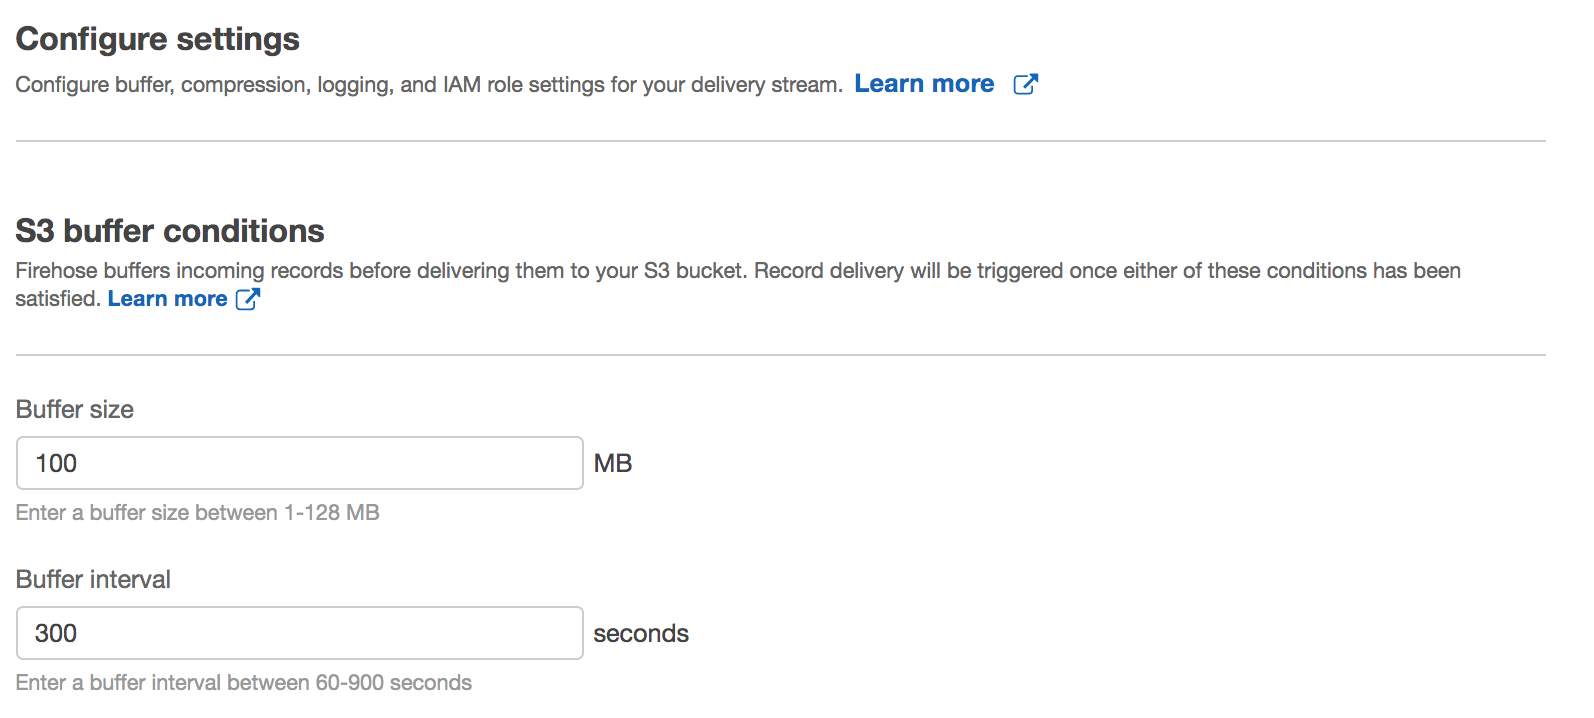 Configure settings
Configure buffer, compression, logging, and IAM role settings for your delivery stream. Learn more
S3 buffer conditions
Firehose buffers incoming records before delivering them to your S3 bucket. Record delivery will be triggered once either of these conditions has been
satisfied. Learn more
Buffer size
100 MB
Enter a buffer size between 1-128 MB
Buffer interval
300 seconds
Enter a buffer interval between 60-900 seconds